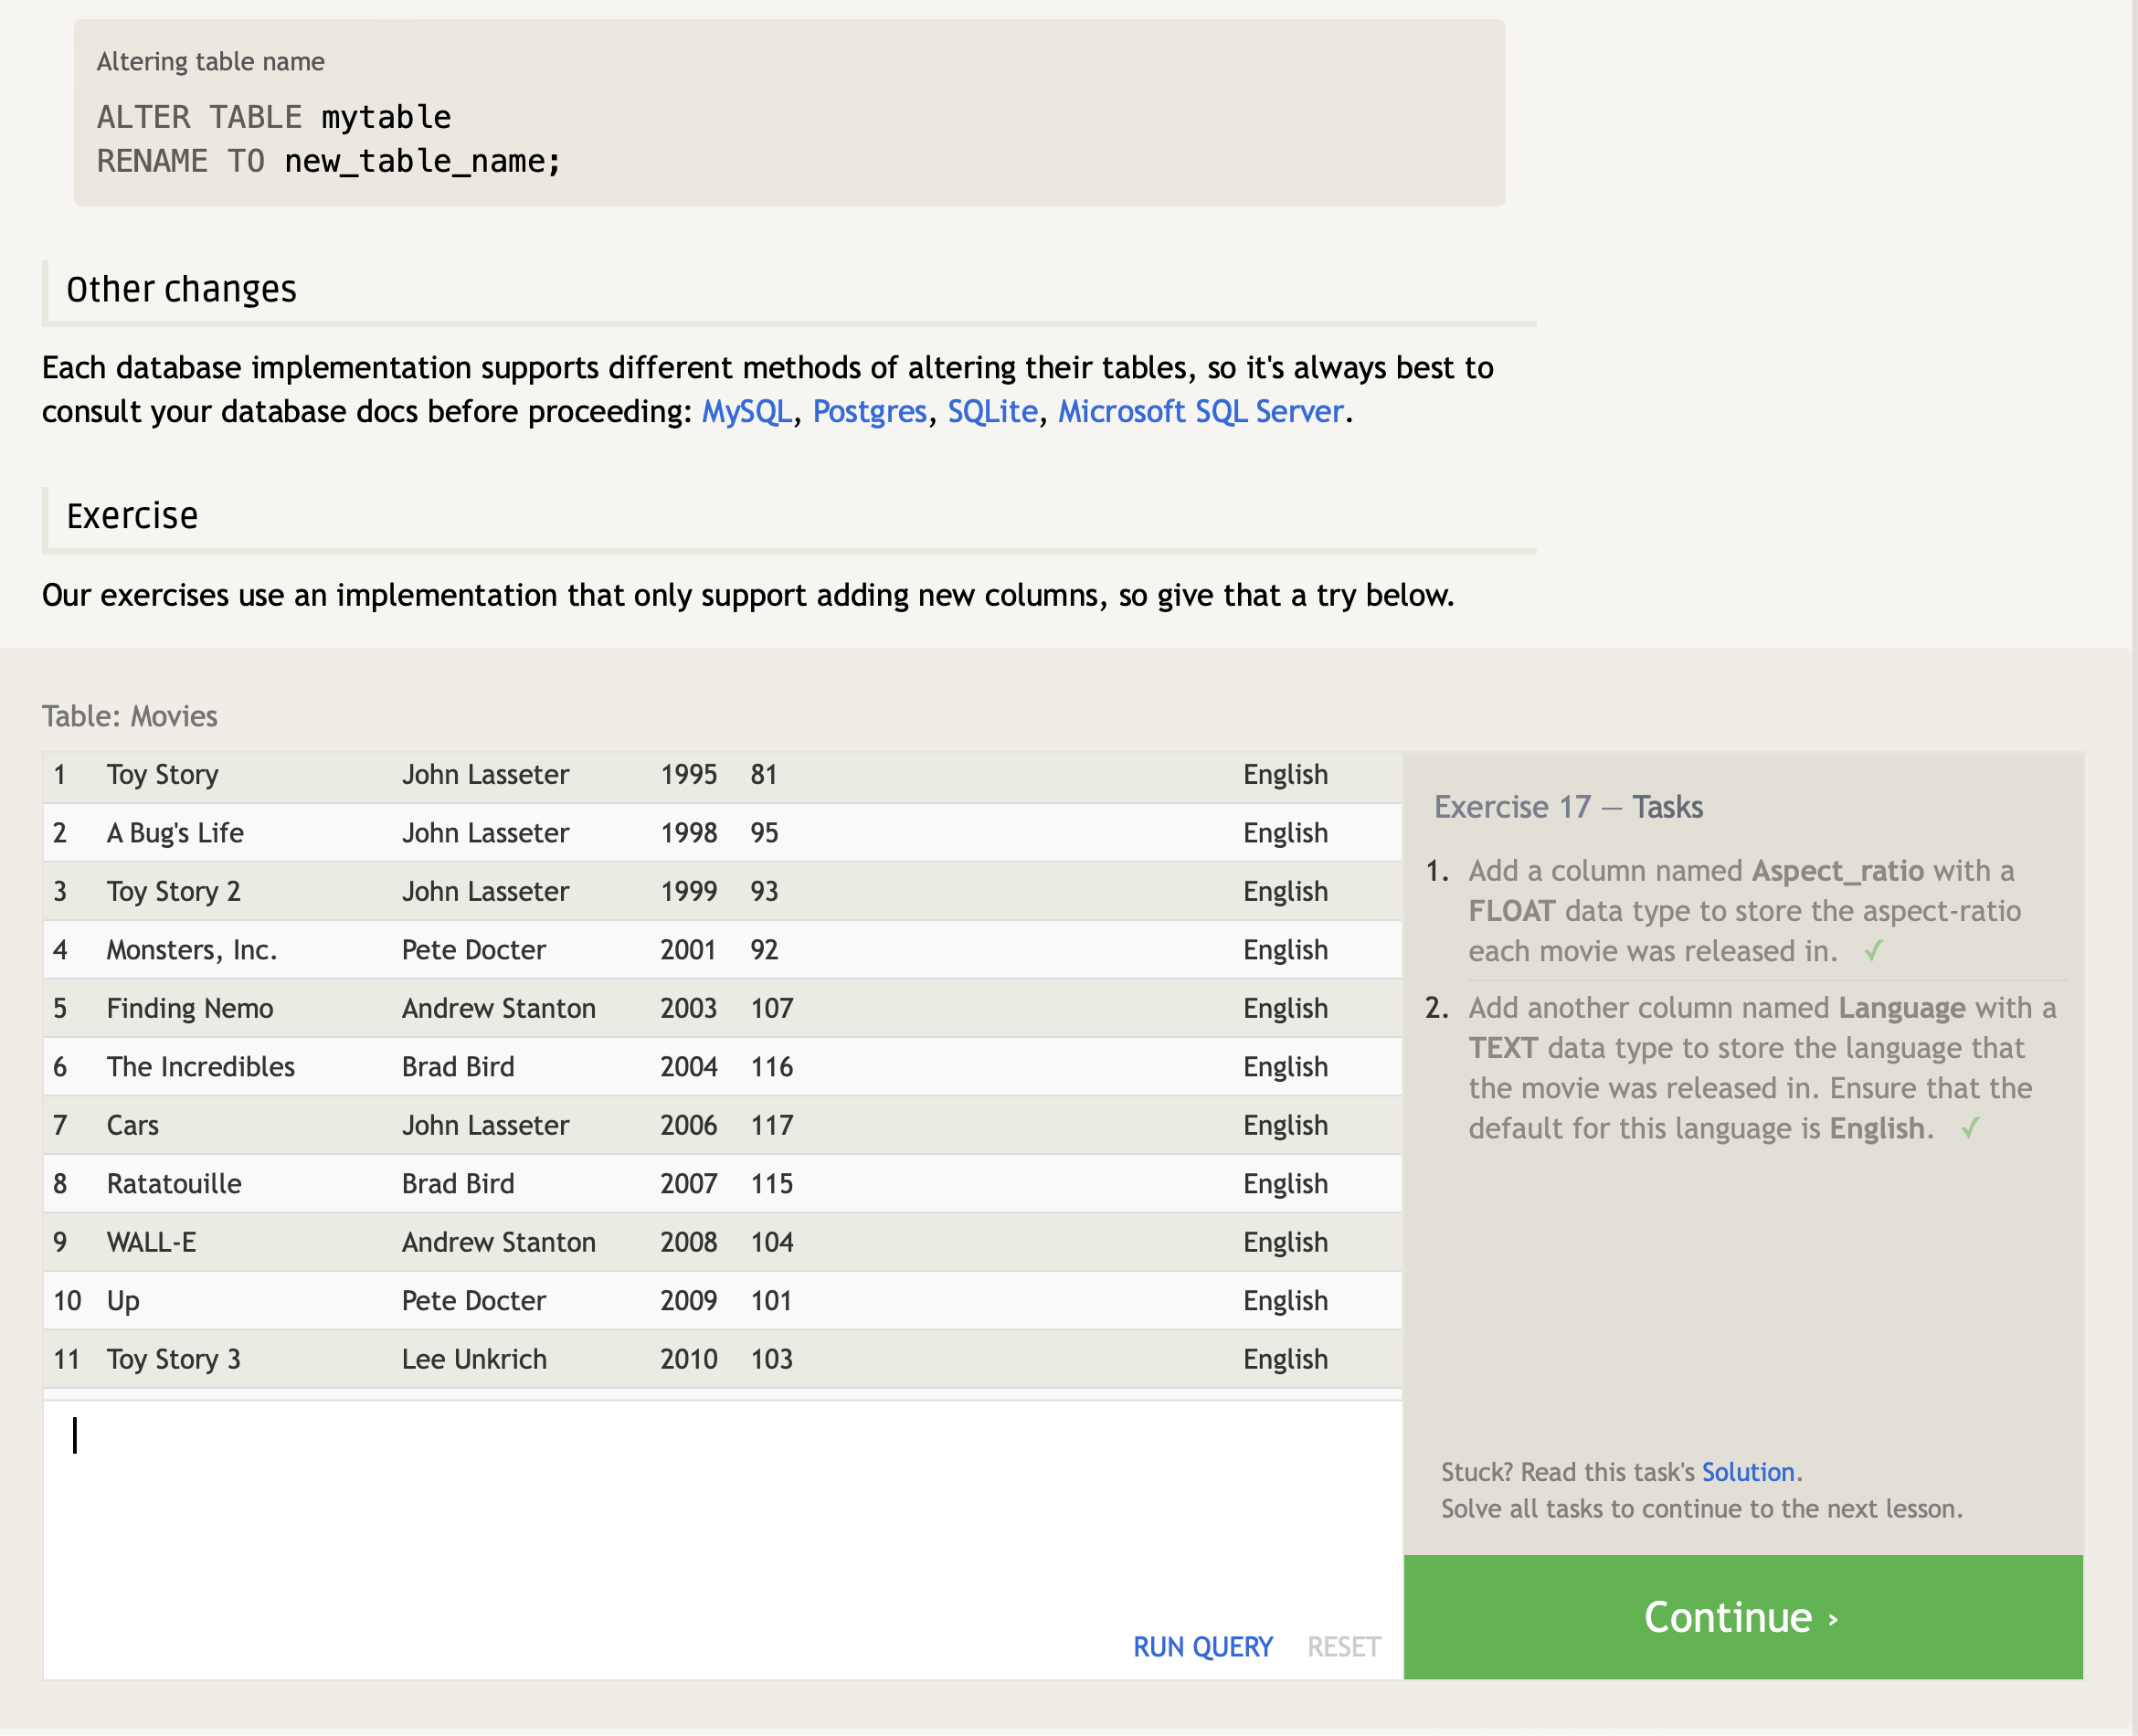 Altering table name
ALTER TABLE mytable
RENAME TO new_table_name;
Other changes
Each database implementation supports different methods of altering their tables, so it's always best to
consult your database docs before proceeding: MySQL, Postgres, SQLite, Microsoft SQL Server.
Exercise
Our exercises use an implementation that only support adding new columns, so give that a try below.
Table: Movies
1 Toy Story John Lasseter 1995 81 English
2 A Bug's Life John Lasseter 1998 95 English
3 Toy Story 2 John Lasseter 1999 93 English
4 Monsters, Inc. Pete Docter 2001 92 English
5 Finding Nemo Andrew Stanton 2003 107 English
6 The Incredibles Brad Bird 2004 116 English
7 Cars John Lasseter 2006 117 English
8 Ratatouille Brad Bird 2007 115 English
9 WALL-E Andrew Stanton 2008 104 English
10 Up Pete Docter 2009 101 English
11 Toy Story 3 Lee Unkrich 2010 103 English
RUN QUERY RESET
Exercise 17 — Tasks
1. Add a column named Aspect_ratio with a
FLOAT data type to store the aspect-ratio
each movie was released in. ✓
2. Add another column named Language with a
TEXT data type to store the language that
the movie was released in. Ensure that the
default for this language is English. ✓
Stuck? Read this task's Solution.
Solve all tasks to continue to the next lesson.
Continue ›